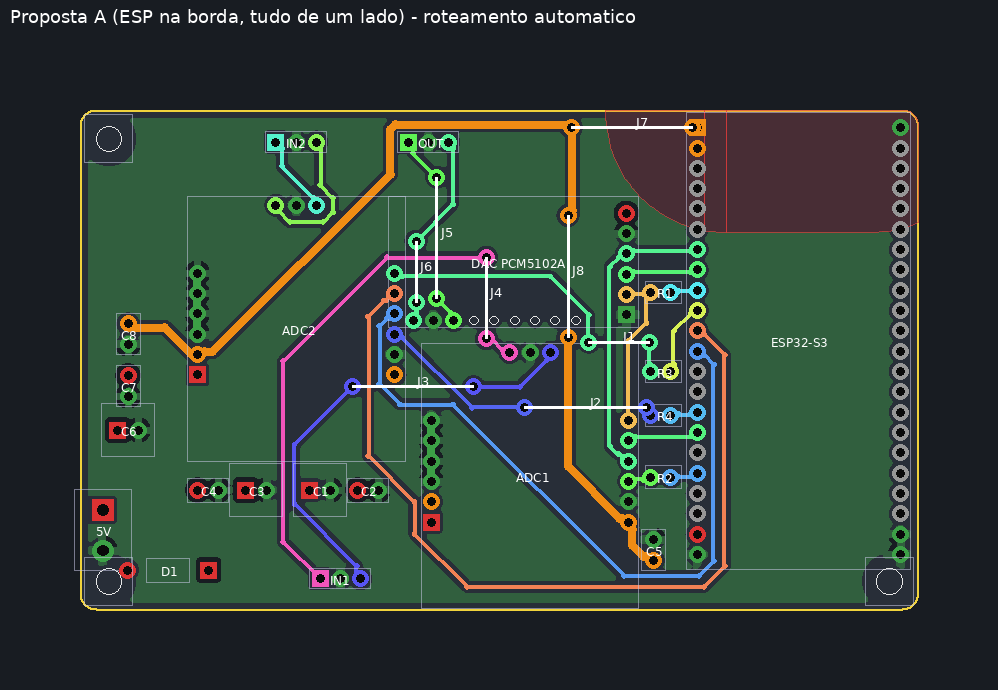 Proposta A (ESP na borda, tudo de um lado) - roteamento automatico
J7
IN2
OUT
J5
J6
DAC PCM5102A
J8
J4
R1
ADC2
C8
J1
ESP32-S3
R3
J3
C7
J2
R4
C6
ADC1
R2
C4
C3
C1
C2
5V
C5
D1
IN1